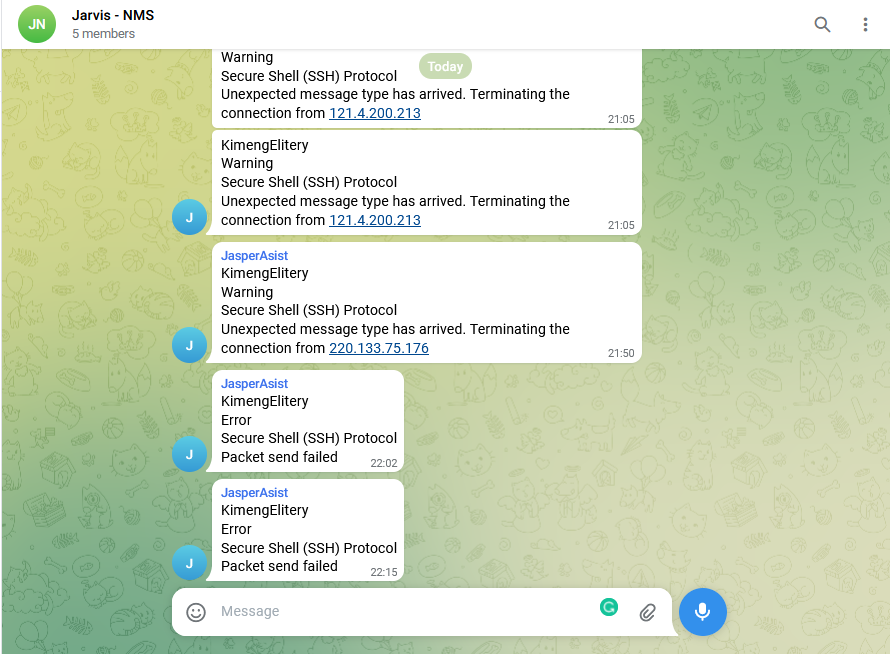 JN
Jarvis - NMS
5 members
Warning
Today
Secure Shell (SSH) Protocol
Unexpected message type has arrived. Terminating the
connection from 121.4.200.213
21:05
KimengElitery
Warning
Secure Shell (SSH) Protocol
Unexpected message type has arrived. Terminating the
J
connection from 121.4.200.213
21:05
JasperAsist
KimengElitery
Warning
Secure Shell (SSH) Protocol
Unexpected message type has arrived. Terminating the
J
connection from 220.133.75.176
21:50
JasperAsist
KimengElitery
Error
Secure Shell (SSH) Protocol
J
Packet send failed
22:02
JasperAsist
KimengElitery
Error
Secure Shell (SSH) Protocol
J
Packet send failed
22:15
Message